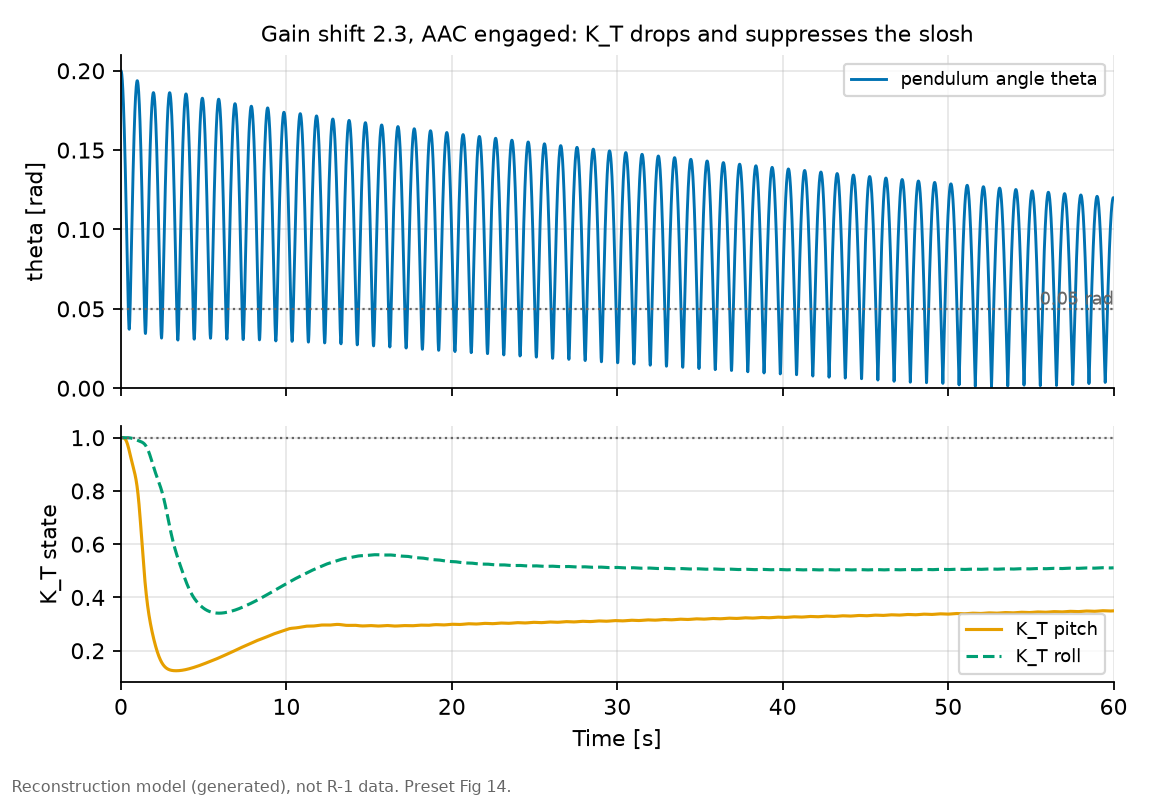 Gain shift 2.3, AAC engaged: K_T drops and suppresses the slosh
pendulum angle theta
theta [rad]
0.20
0.15
0.10
0.05
0.00
0.05 rad
K_T state
1.0
0.8
0.6
0.4
0.2
K_T pitch
K_T roll
0 10 20 30 40 50 60
Time [s]
Reconstruction model (generated), not R-1 data. Preset Fig 14.